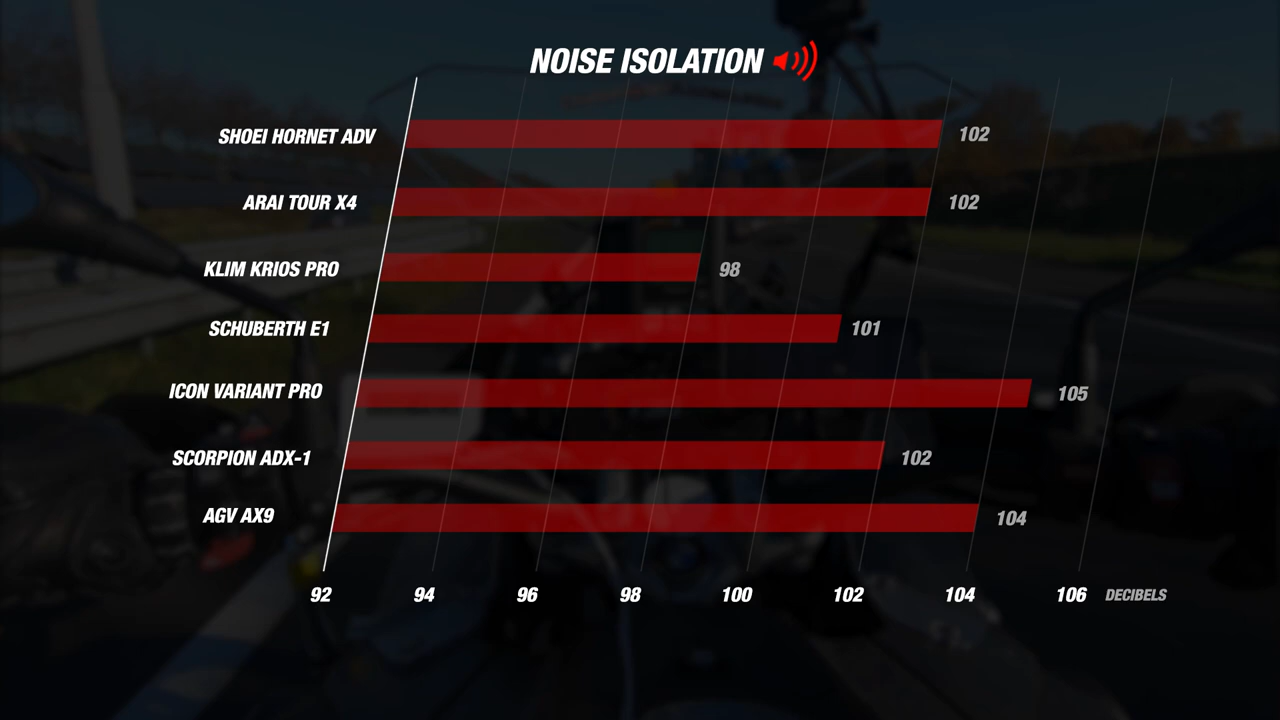 NOISE ISOLATION
SHOEI HORNET ADV 102
ARAI TOUR X4 102
KLIM KRIOS PRO 98
SCHUBERTH E1 101
ICON VARIANT PRO 105
SCORPION ADX-1 102
AGV AX9 104
92 94 96 98 100 102 104 106 DECIBELS